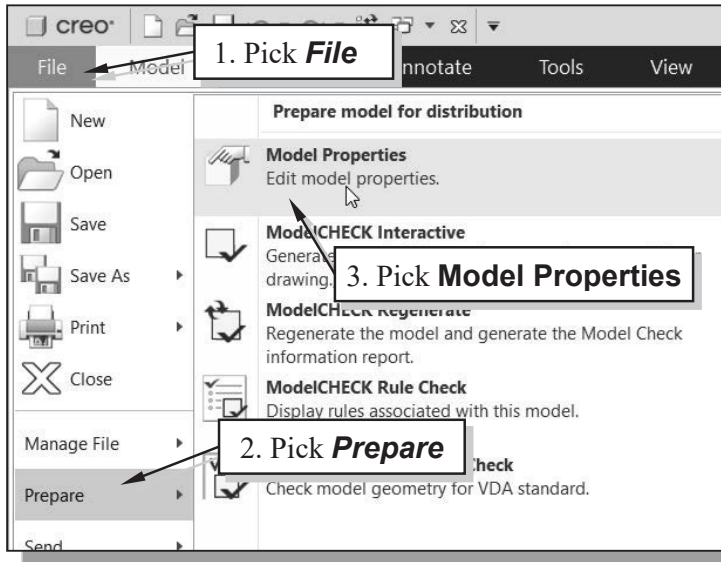 creo
1. Pick File
File
Model
nnotate
Tools
View
New
Open
Save
Save As
Print
Close
Manage File
Prepare
Send
Prepare model for distribution
Model Properties
Edit model properties.
ModelCHECK Interactive
Generate
drawing.
3. Pick Model Properties
ModelCHECK Regenerate
Regenerate the model and generate the Model Check
information report.
ModelCHECK Rule Check
Display rules associated with this model.
2. Pick Prepare
Check
Check model geometry for VDA standard.